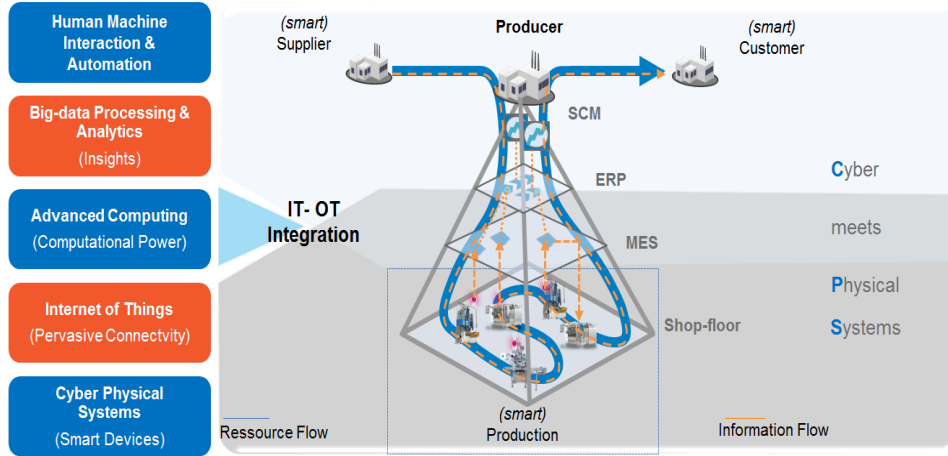 Human Machine
Interaction &
Automation
Big-data Processing &
Analytics
(Insights)
Advanced Computing
(Computational Power)
Internet of Things
(Pervasive Connectivity)
Cyber Physical
Systems
(Smart Devices)
IT- OT
Integration
(smart)
Supplier
Producer
(smart)
Customer
SCM
ERP
MES
Shop-floor
Cyber
meets
Physical
Systems
Ressource Flow
(smart)
Production
Information Flow